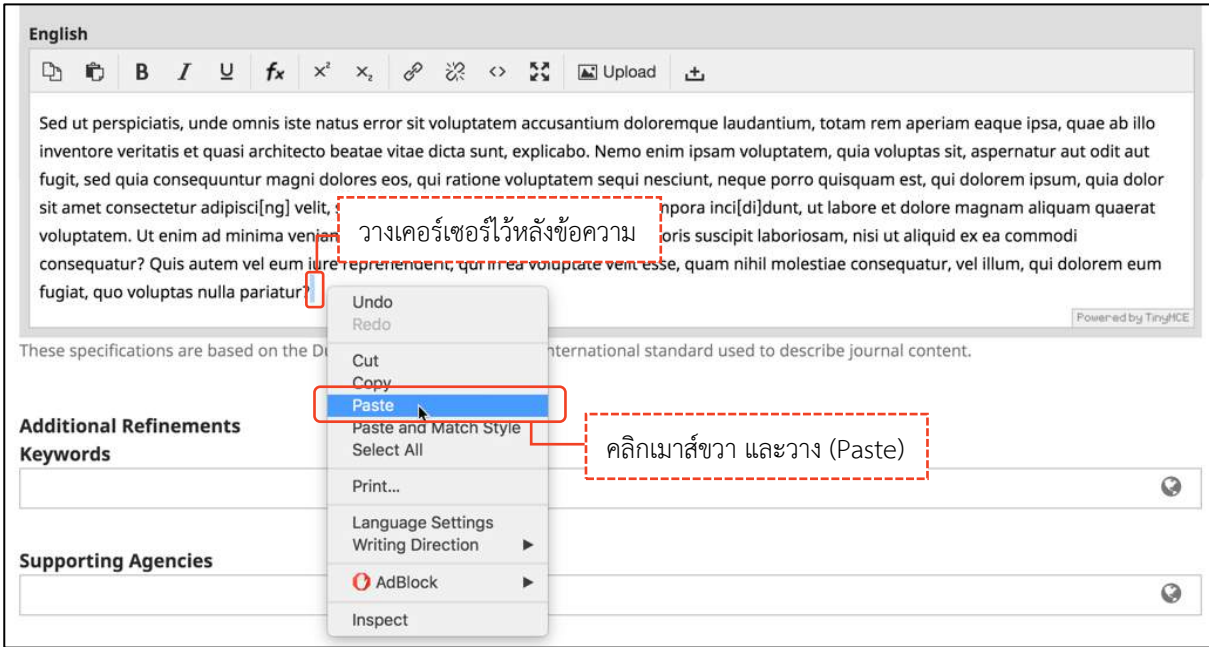 English
B I U fx x² x₂ <> Upload
Sed ut perspiciatis, unde omnis iste natus error sit voluptatem accusantium doloremque laudantium, totam rem aperiam eaque ipsa, quae ab illo
inventore veritatis et quasi architecto beatae vitae dicta sunt, explicabo. Nemo enim ipsam voluptatem, quia voluptas sit, aspernatur aut odit aut
fugit, sed quia consequuntur magni dolores eos, qui ratione voluptatem sequi nesciunt, neque porro quisquam est, qui dolorem ipsum, quia dolor
sit amet consectetur adipisci[ng] velit, inci[di]dunt, ut labore et dolore magnam aliquam quaerat
voluptatem. Ut enim ad minima suscipit laboriosam, nisi ut aliquid ex ea commodi
วางเคอร์เซอร์ไว้หลังข้อความ
consequatur? Quis autem vel eum iure reprehenderit, qui in ea voluptate velit esse, quam nihil molestiae consequatur, vel illum, qui dolorem eum
fugiat, quo voluptas nulla pariatur?
Powered by TinyMCE
These specifications are based on the international standard used to describe journal content.
Undo
Redo
Cut
Copy
Paste
Paste and Match Style
Select All
Print...
Language Settings
Writing Direction
AdBlock
Inspect
คลิกเมาส์ขวา และวาง (Paste)
Additional Refinements
Keywords
Supporting Agencies